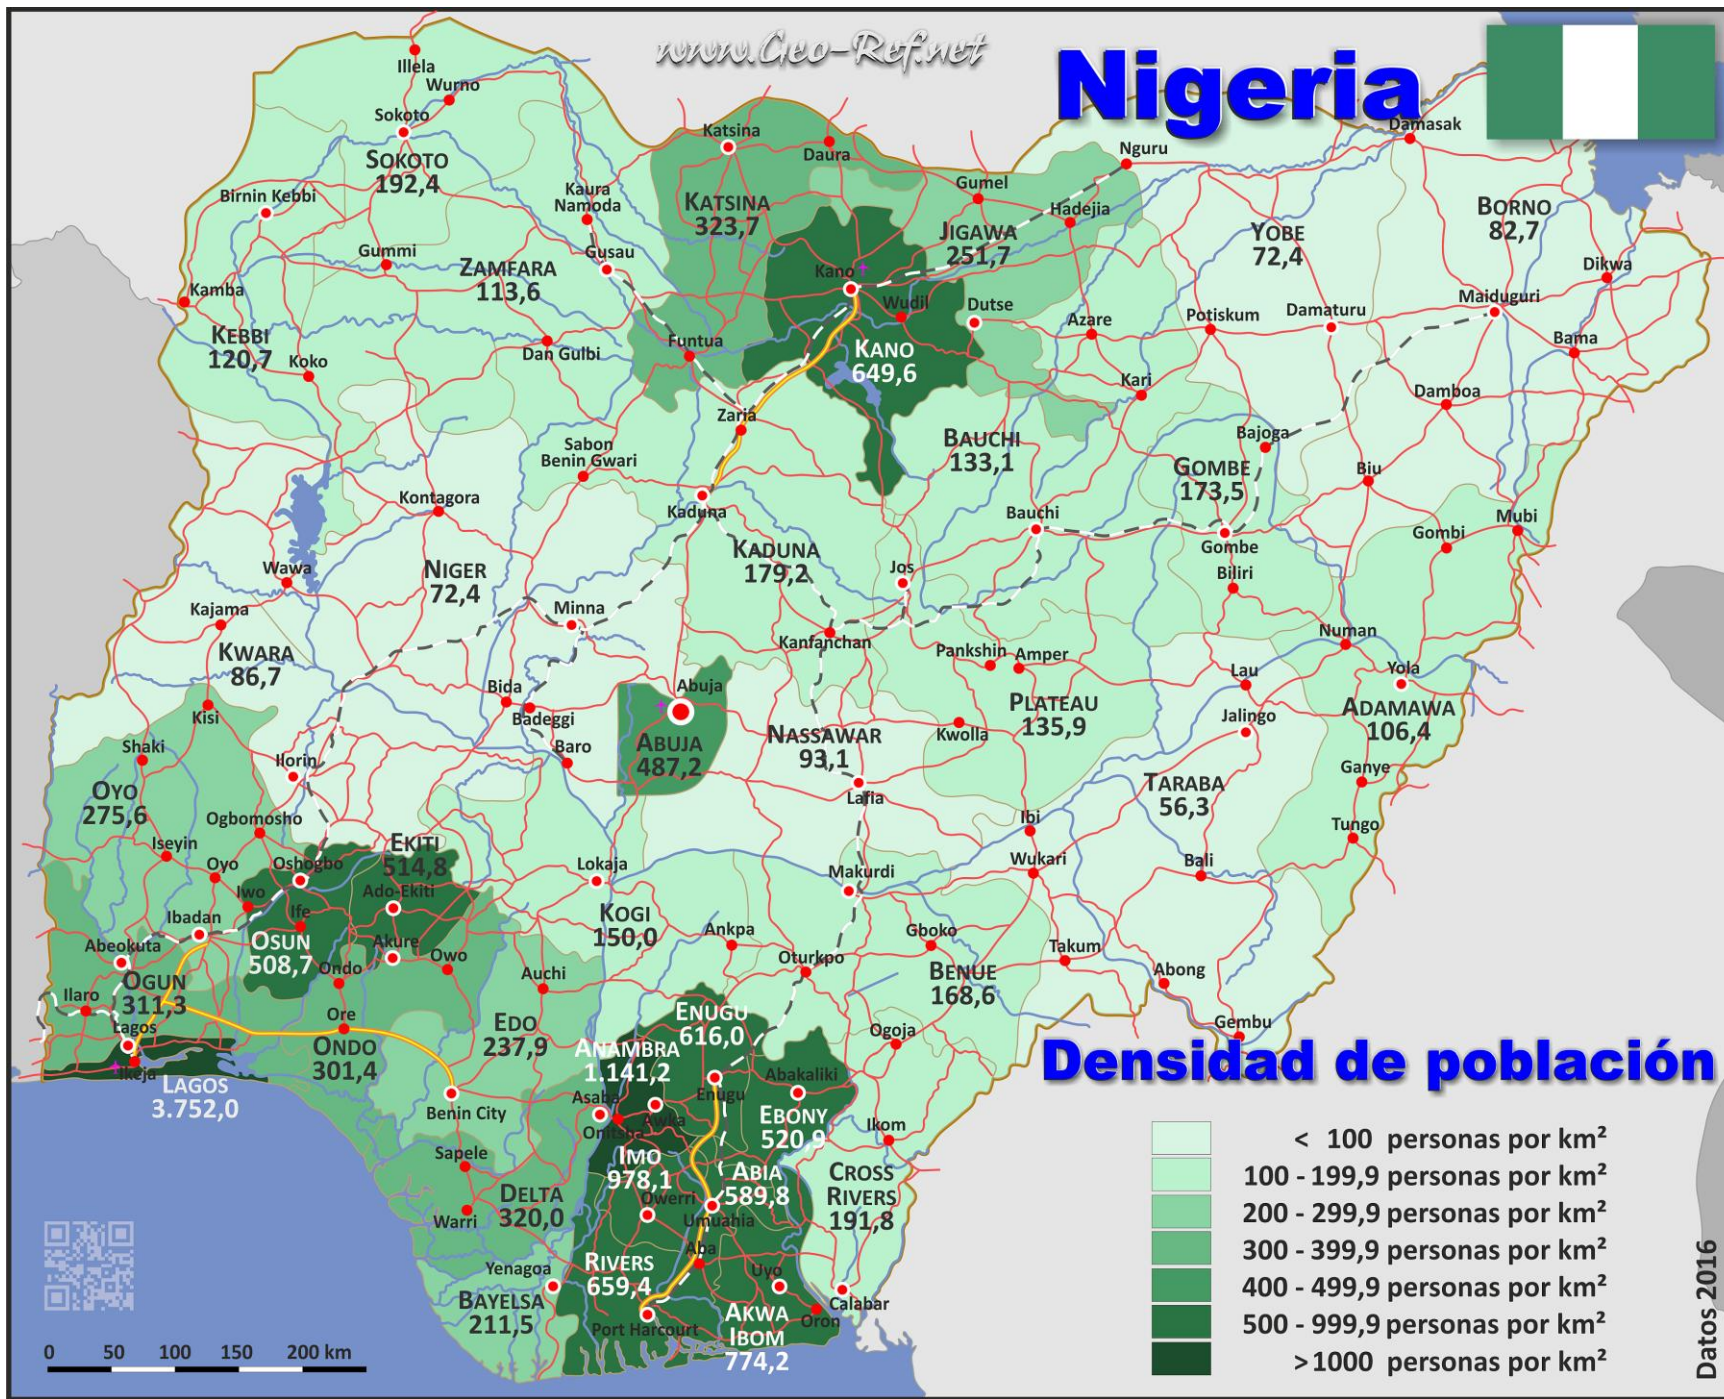 www.Geo-Ref.net
Nigeria
Illela
Wurno
Sokoto
SOKOTO
192,4
Birnin Kebbi
Kaura
Namoda
Gusau
Gummi
ZAMFARA
113,6
Kamba
KEBBI
120,7
Koko
Dan Gulbi
Katsina
Daura
KATSINA
323,7
Funtua
Gumel
Nguru
Hadejia
JIGAWA
251,7
Kano
Wudil
Dutse
KANO
649,6
Azare
Kari
Damasak
YOBE
72,4
BORNO
82,7
Dikwa
Potiskum
Damaturu
Maiduguri
Bama
Damboa
Zaria
Sabon
Benin Gwari
Kaduna
KADUNA
179,2
BAUCHI
133,1
Bauchi
Bajoga
GOMBE
173,5
Gombe
Biliri
Biu
Gombi
Mubi
Kontagora
NIGER
72,4
Wawa
Kajama
KWARA
86,7
Kisi
Minna
Bida
Badeggi
Baro
Abuja
ABUJA
487,2
Jos
Kanfanchan
Pankshin
Amper
PLATEAU
135,9
Kwolla
NASSAWAR
93,1
Lafia
Numan
Lau
Jalingo
Yola
ADAMAWA
106,4
TARABA
56,3
Ganye
Tungo
Shaki
OYO
275,6
Ilorin
Ogbomosho
Iseyin
Oyo
Oshogbo
Iwo
Ife
Ibadan
EKITI
514,8
Ado-Ekiti
OSUN
508,7
Akure
Owo
Ondo
Abeokuta
OGUN
311,3
Ilaro
Lagos
Ikeja
LAGOS
3.752,0
Ore
ONDO
301,4
Lokaja
KOGI
150,0
Auchi
EDO
237,9
Benin City
Ankpa
Makurdi
Oturkpo
Gboko
BENUE
168,6
Ibi
Wukari
Bali
Takum
Abong
Gembu
Ogoja
ENUGU
616,0
ANAMBRA
1.141,2
Enugu
Abakaliki
Asaba
Awka
Onitsha
EBONY
520,9
Ikom
IMO
978,1
Owerri
ABIA
589,8
Umuahia
CROSS
RIVERS
191,8
Sapele
DELTA
320,0
Warri
Aba
Uyo
RIVERS
659,4
Yenagoa
BAYELSA
211,5
Port Harcourt
AKWA
IBOM
774,2
Oron
Calabar
Densidad de población
< 100 personas por km²
100 - 199,9 personas por km²
200 - 299,9 personas por km²
300 - 399,9 personas por km²
400 - 499,9 personas por km²
500 - 999,9 personas por km²
>1000 personas por km²
Datos 2016
0 50 100 150 200 km